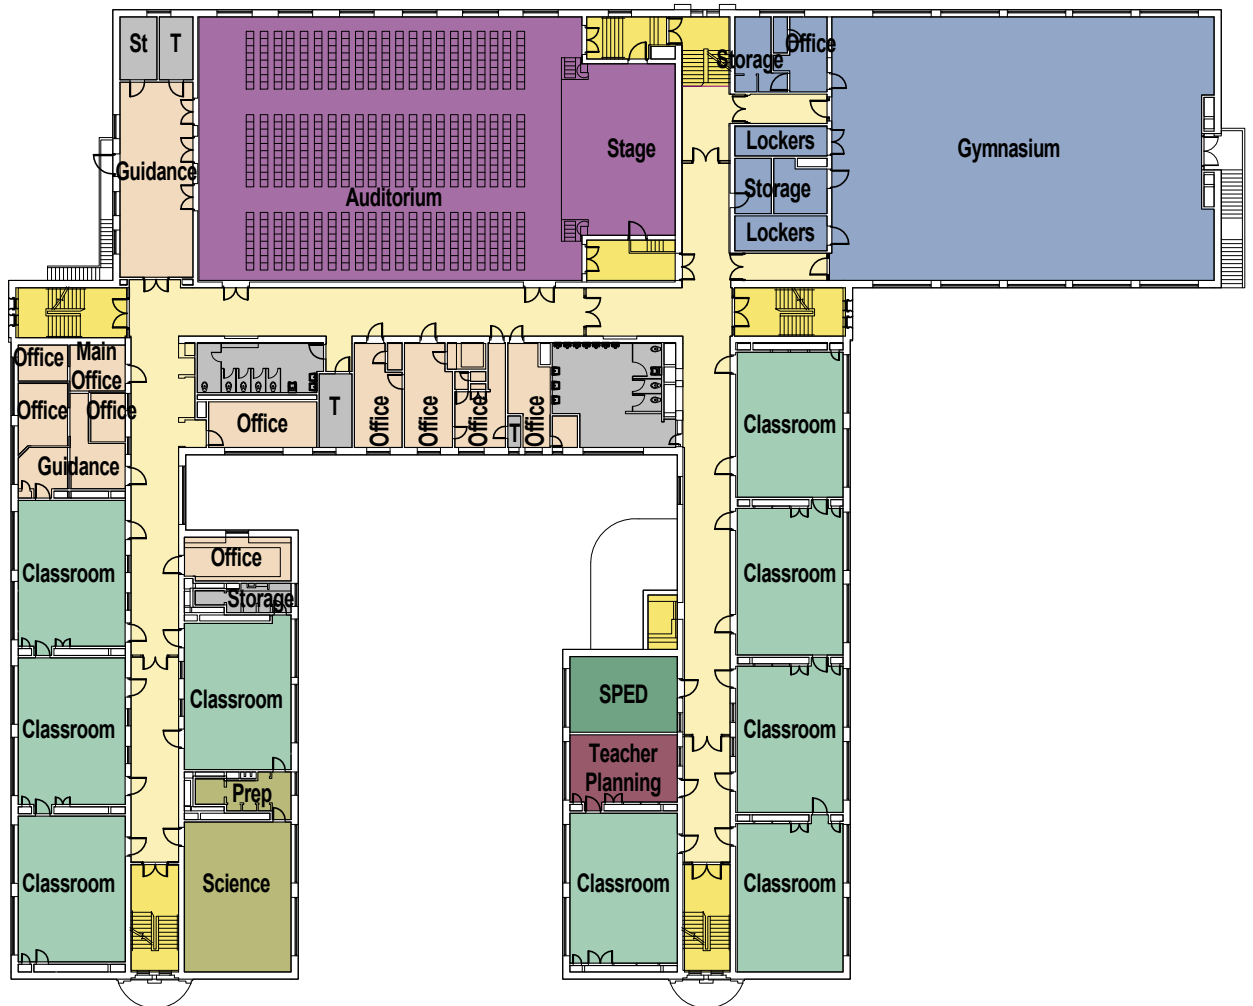 St
T
Office
Storage
Lockers
Guidance
Stage
Gymnasium
Auditorium
Storage
Lockers
Office
Main
Office
Office
Office
Guidance
Office
T
Office
Office
Office
T
Office
Classroom
Classroom
Office
Storage
Classroom
Classroom
Classroom
SPED
Teacher
Planning
Classroom
Prep
Classroom
Science
Classroom
Classroom